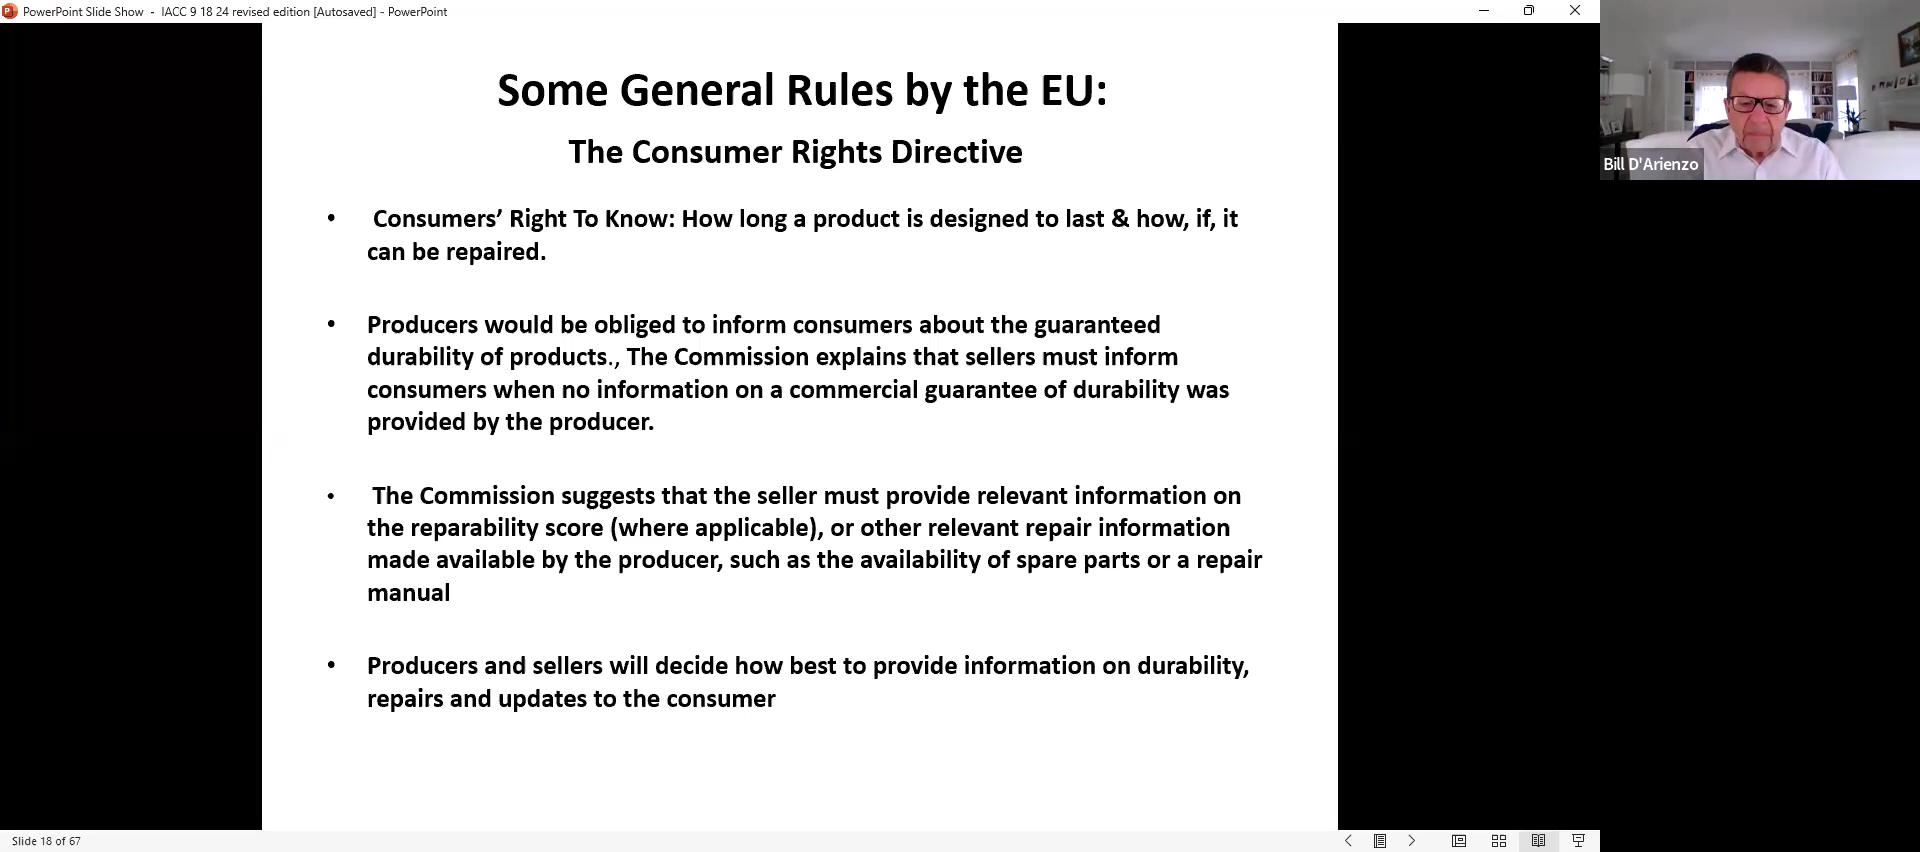 PowerPoint Slide Show - IACC 9 18 24 revised edition [Autosaved] - PowerPoint
Some General Rules by the EU:
The Consumer Rights Directive
• Consumers’ Right To Know: How long a product is designed to last & how, if, it
can be repaired.
• Producers would be obliged to inform consumers about the guaranteed
durability of products., The Commission explains that sellers must inform
consumers when no information on a commercial guarantee of durability was
provided by the producer.
• The Commission suggests that the seller must provide relevant information on
the reparability score (where applicable), or other relevant repair information
made available by the producer, such as the availability of spare parts or a repair
manual
• Producers and sellers will decide how best to provide information on durability,
repairs and updates to the consumer
Bill D'Arienzo
Slide 18 of 67